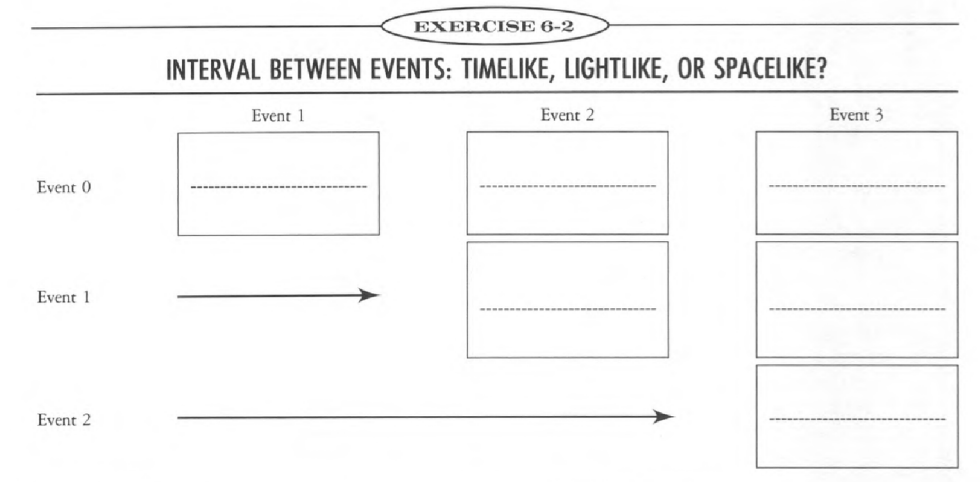 EXERCISE 6-2
INTERVAL BETWEEN EVENTS: TIMELIKE, LIGHTLIKE, OR SPACELIKE?
Event 1 Event 2 Event 3
Event 0
Event 1
Event 2